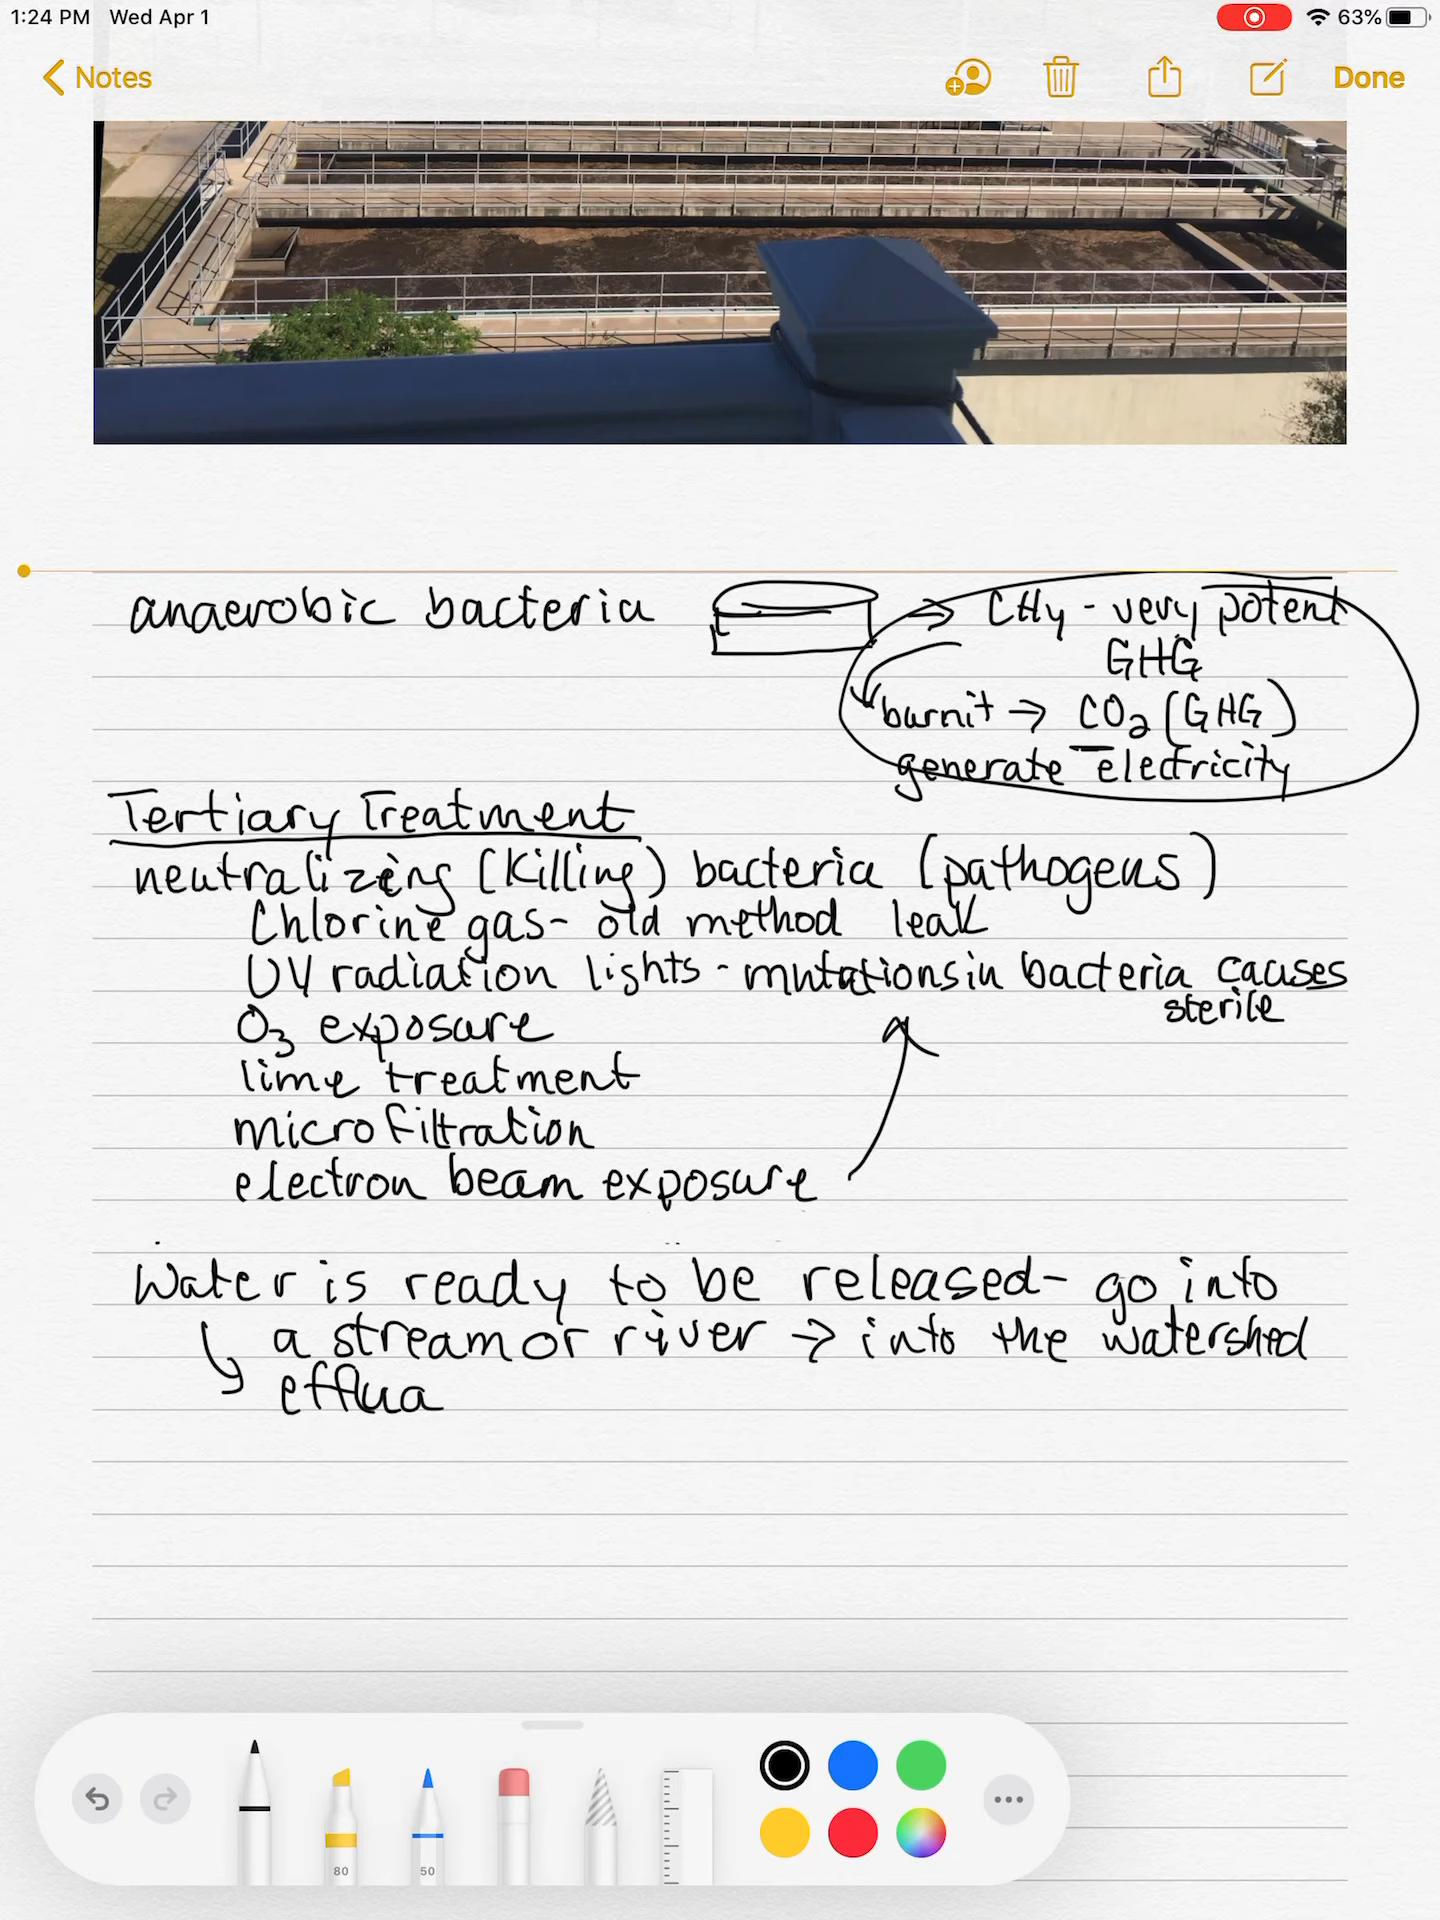 1:24 PM Wed Apr 1 63%
Notes Done
anaerobic bacteria → CH4 - very potent
GHG
burn it → CO2 (GHG)
generate electricity
Tertiary Treatment
neutralizing (killing) bacteria (pathogens)
Chlorine gas - old method leak
UV radiation lights - mutations in bacteria causes
sterile
O3 exposure
lime treatment
microfiltration
electron beam exposure
Water is ready to be released - go into
a stream or river → into the watershed
efflua
80 50